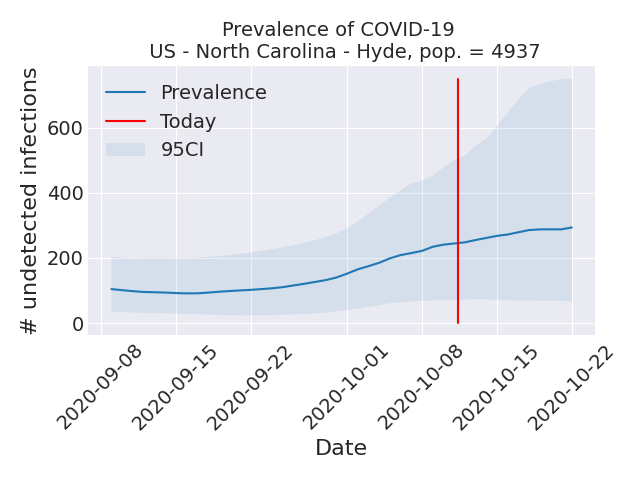 Prevalence of COVID-19
US - North Carolina - Hyde, pop. = 4937
Prevalence
Today
95CI
# undetected infections
600
400
200
0
2020-09-08
2020-09-15
2020-09-22
2020-10-01
2020-10-08
2020-10-15
2020-10-22
Date